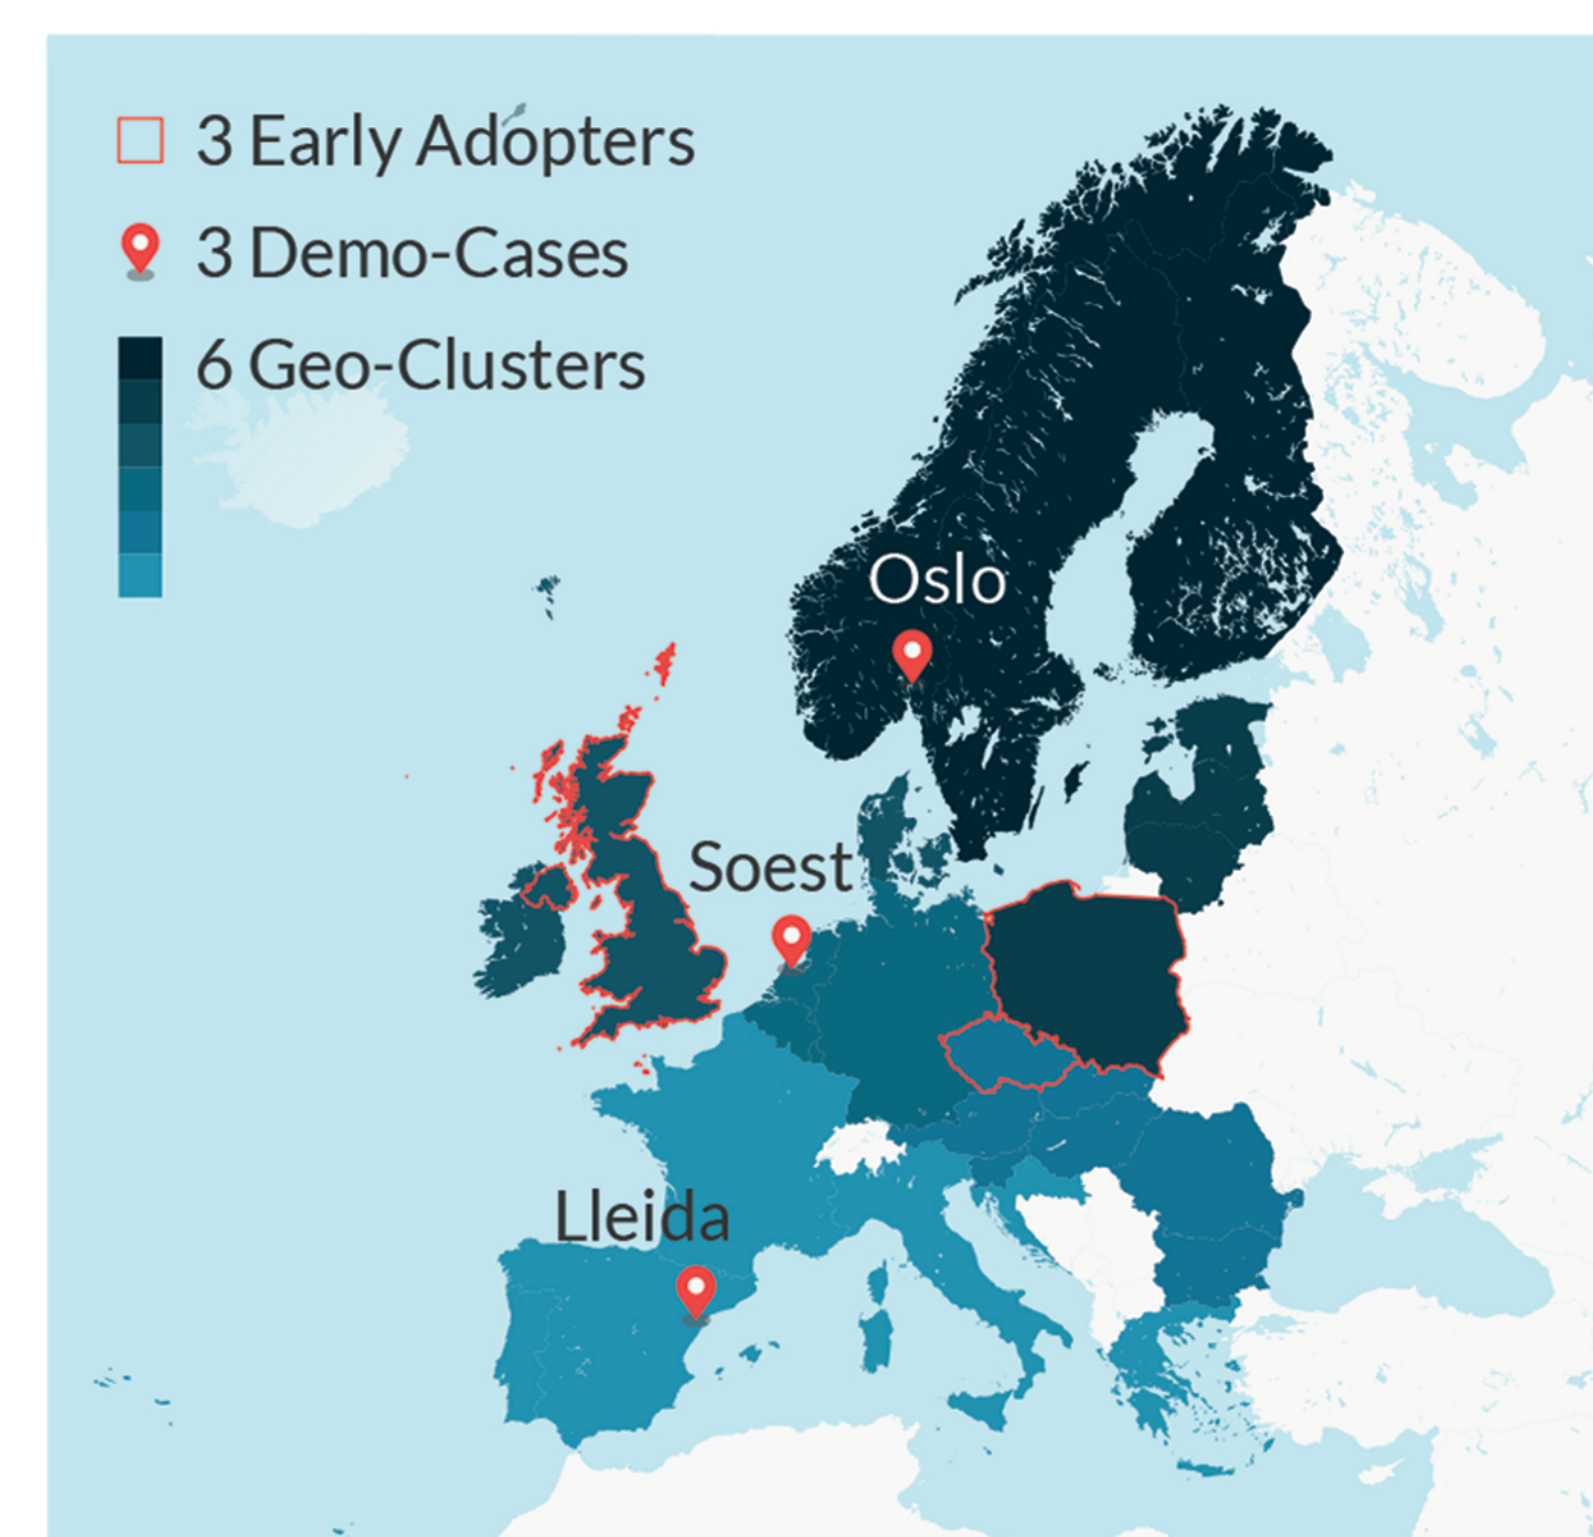 3 Early Adopters
3 Demo-Cases
6 Geo-Clusters
Oslo
Soest
Lleida